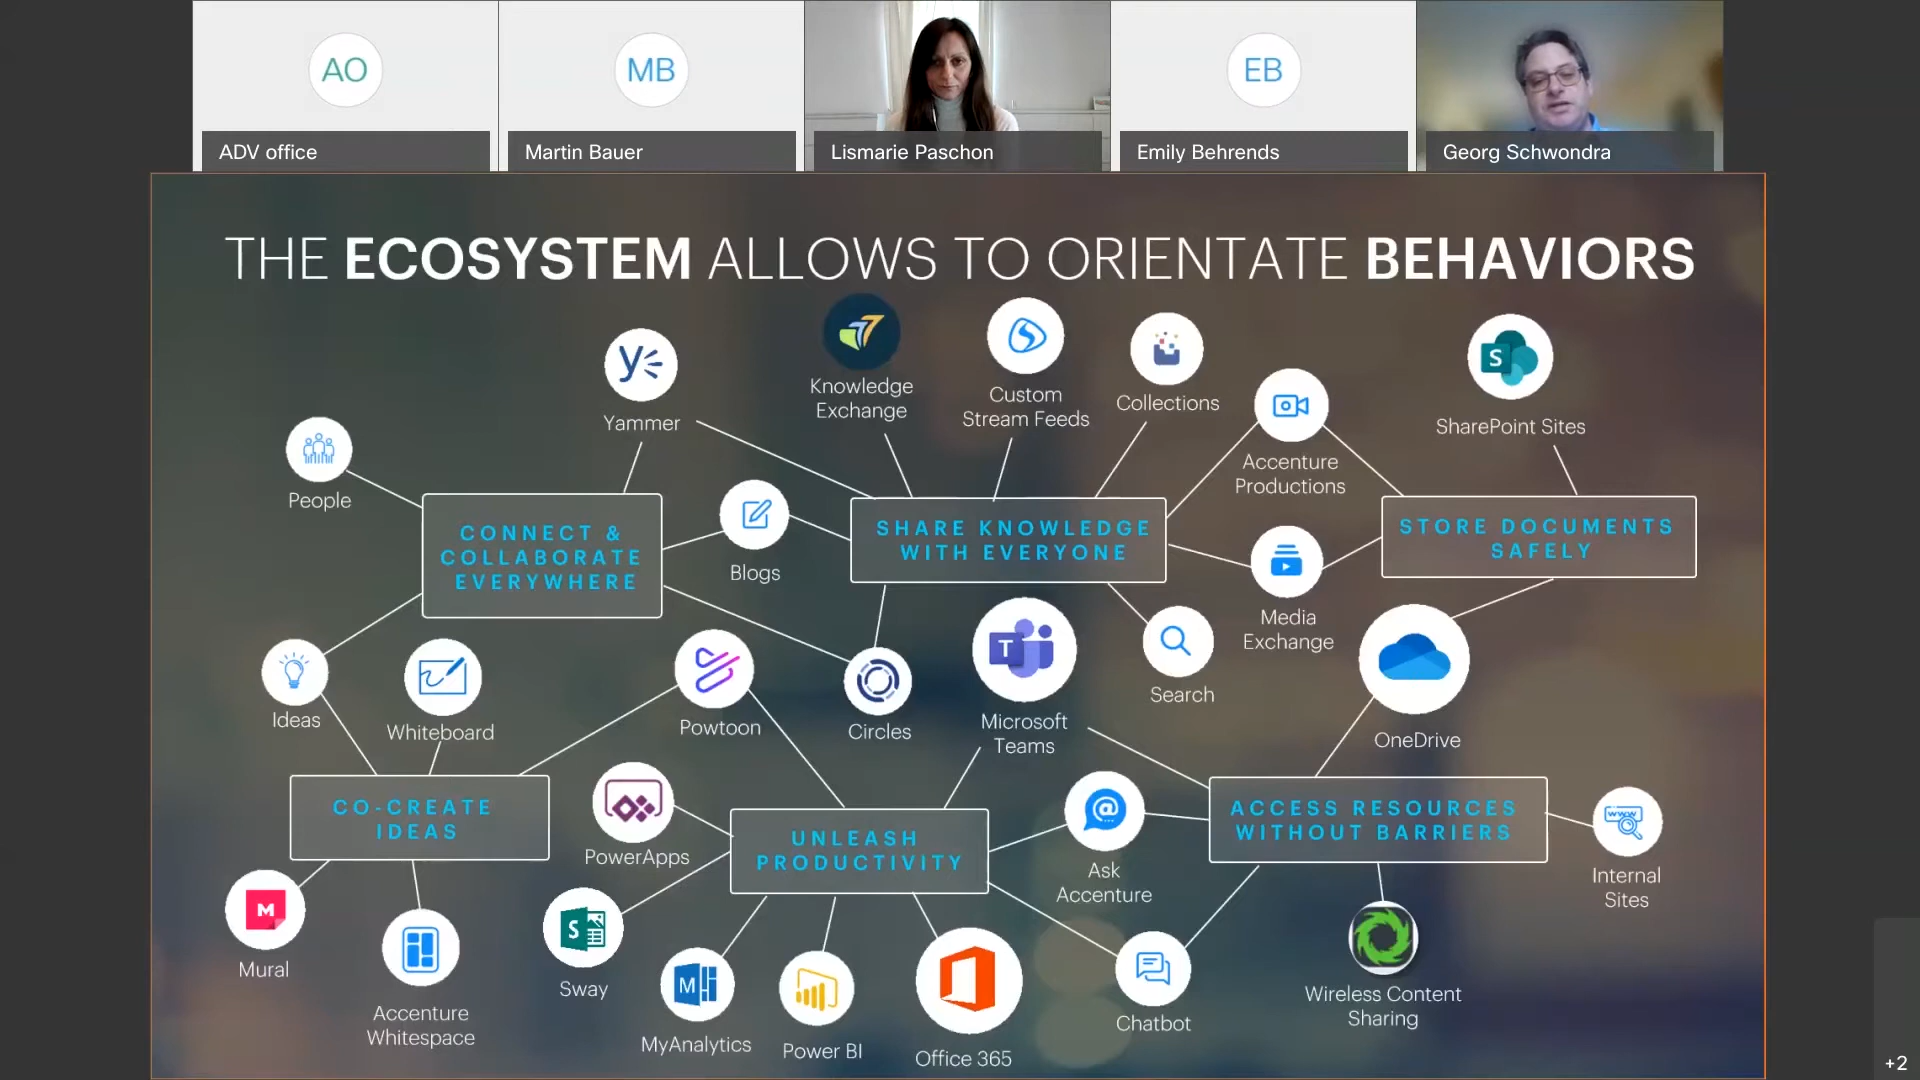 AO
MB
EB
ADV office
Martin Bauer
Lismarie Paschon
Emily Behrends
Georg Schwondra
THE ECOSYSTEM ALLOWS TO ORIENTATE BEHAVIORS
Yammer
Knowledge
Exchange
Custom
Stream Feeds
Collections
Accenture
Productions
S
SharePoint Sites
People
CONNECT &
COLLABORATE
EVERYWHERE
Blogs
SHARE KNOWLEDGE
WITH EVERYONE
STORE DOCUMENTS
SAFELY
Media
Exchange
Ideas
Whiteboard
Powtoon
Circles
T
Microsoft
Teams
Search
OneDrive
CO-CREATE
IDEAS
PowerApps
UNLEASH
PRODUCTIVITY
Ask
Accenture
ACCESS RESOURCES
WITHOUT BARRIERS
www
Internal
Sites
M
Mural
Accenture
Whitespace
S
Sway
M
MyAnalytics
Power BI
Office 365
Chatbot
Wireless Content
Sharing
+2